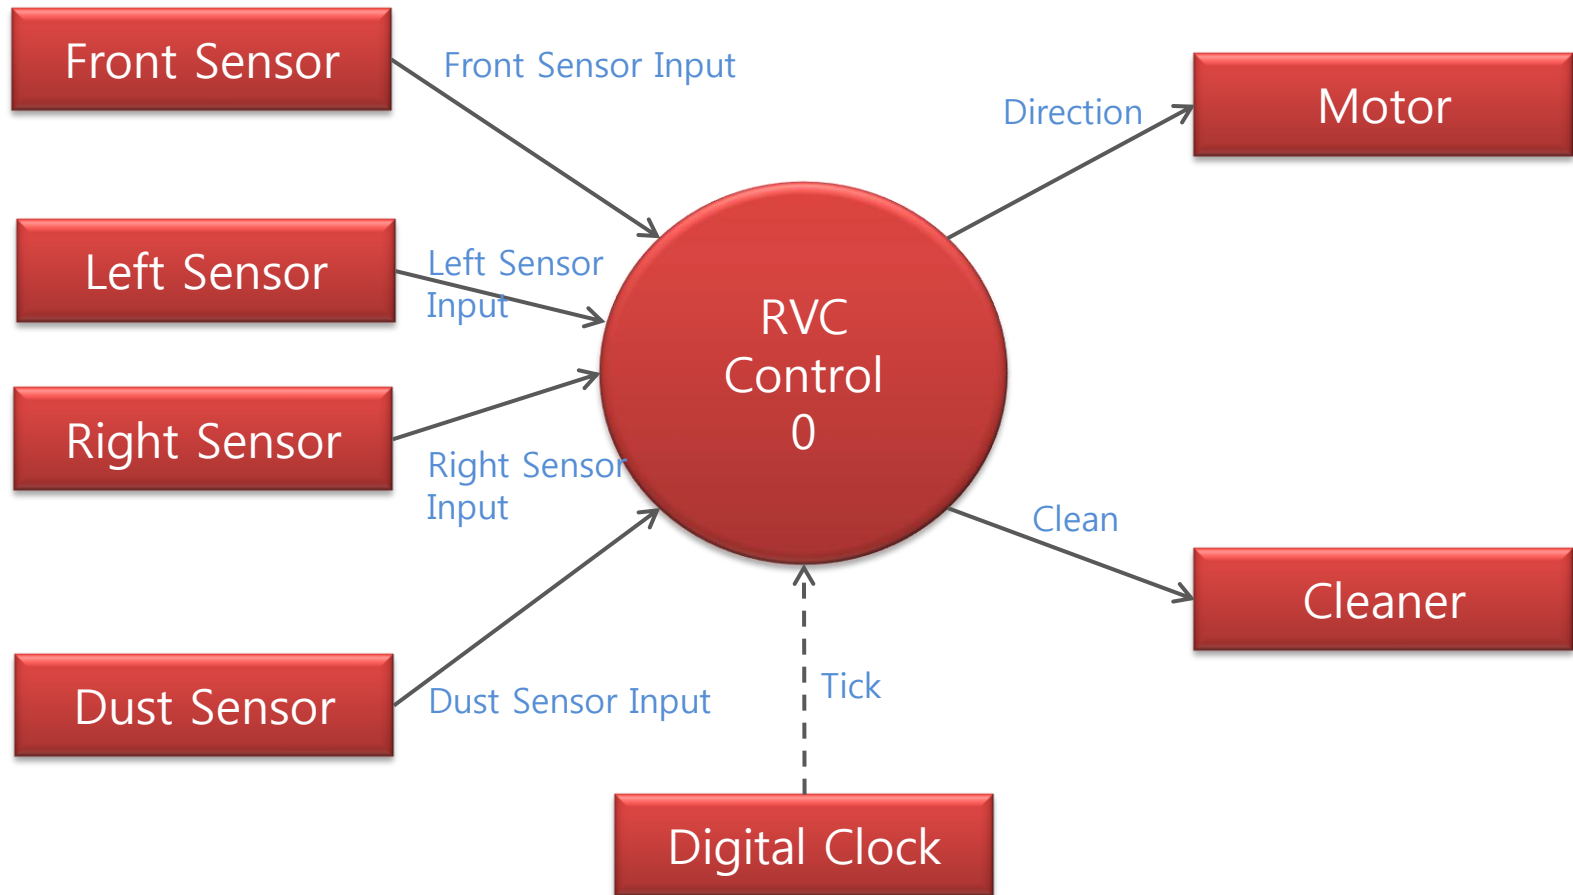 Front Sensor
Front Sensor Input
Direction
Motor
Left Sensor
Left Sensor
Input
RVC
Control
0
Right Sensor
Right Sensor
Input
Clean
Cleaner
Dust Sensor
Dust Sensor Input
Tick
Digital Clock